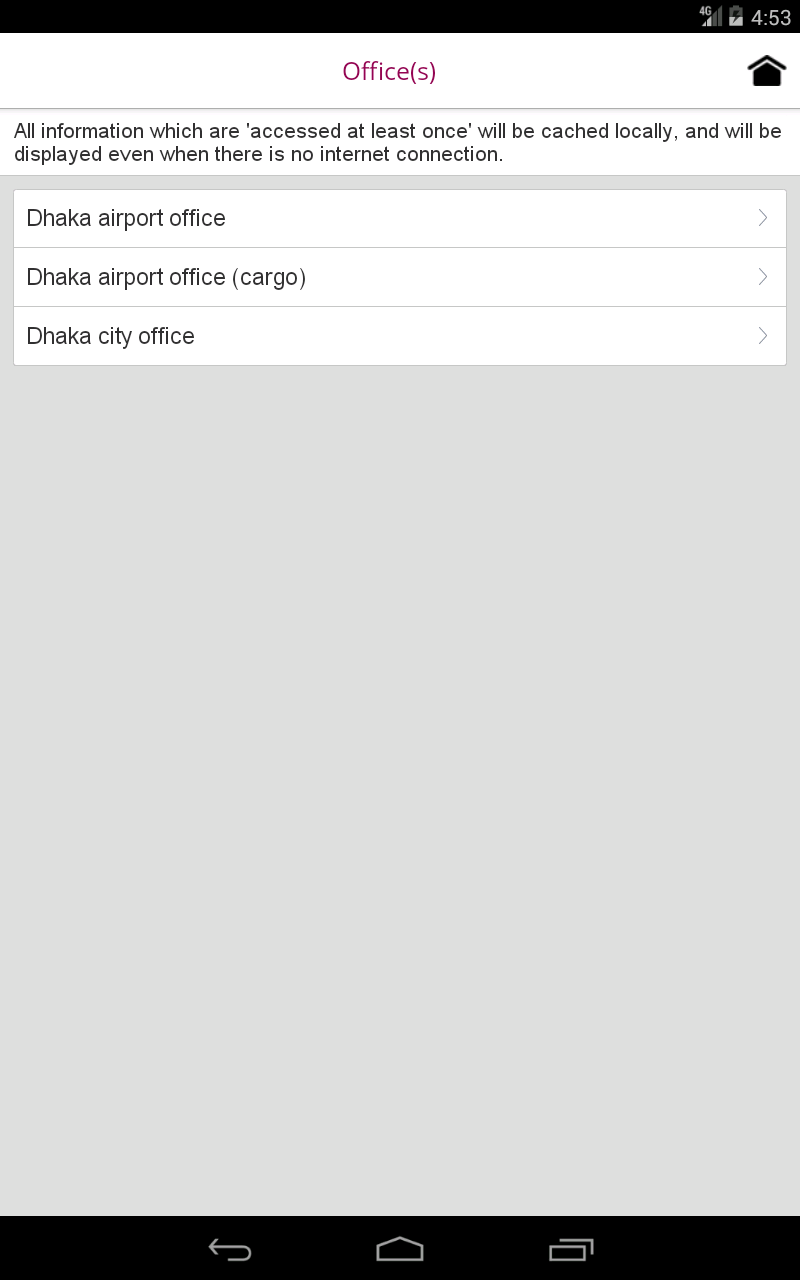 4G 4:53
Office(s)
All information which are 'accessed at least once' will be cached locally, and will be
displayed even when there is no internet connection.
Dhaka airport office
Dhaka airport office (cargo)
Dhaka city office